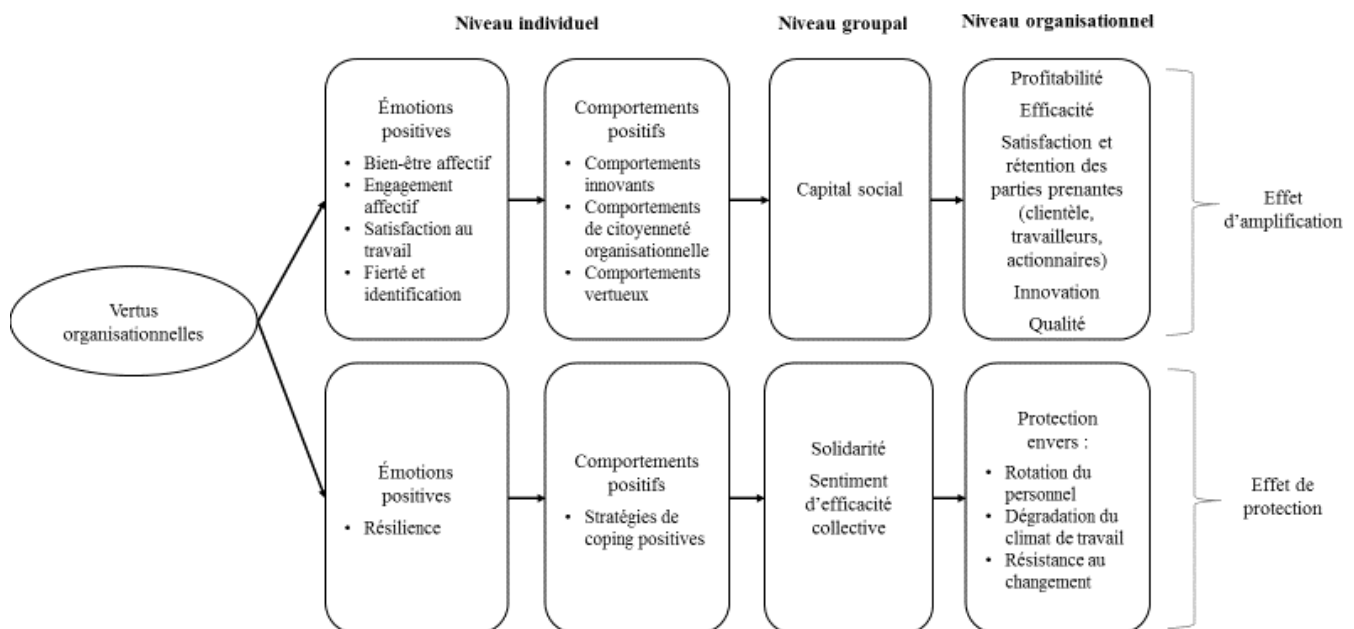 Niveau individuel
Niveau groupal
Niveau organisationnel
Vertus
organisationnelles
Émotions
positives
• Bien-être affectif
• Engagement
affectif
• Satisfaction au
travail
• Fierté et
identification
Comportements
positifs
• Comportements
innovants
• Comportements
de citoyenneté
organisationnelle
• Comportements
vertueux
Capital social
Profitabilité
Efficacité
Satisfaction et
rétention des
parties prenantes
(clientèle,
travailleurs,
actionnaires)
Innovation
Qualité
Effet
d’amplification
Émotions
positives
• Résilience
Comportements
positifs
• Stratégies de
coping positives
Solidarité
Sentiment
d’efficacité
collective
Protection
envers :
• Rotation du
personnel
• Dégradation du
climat de travail
• Résistance au
changement
Effet de
protection